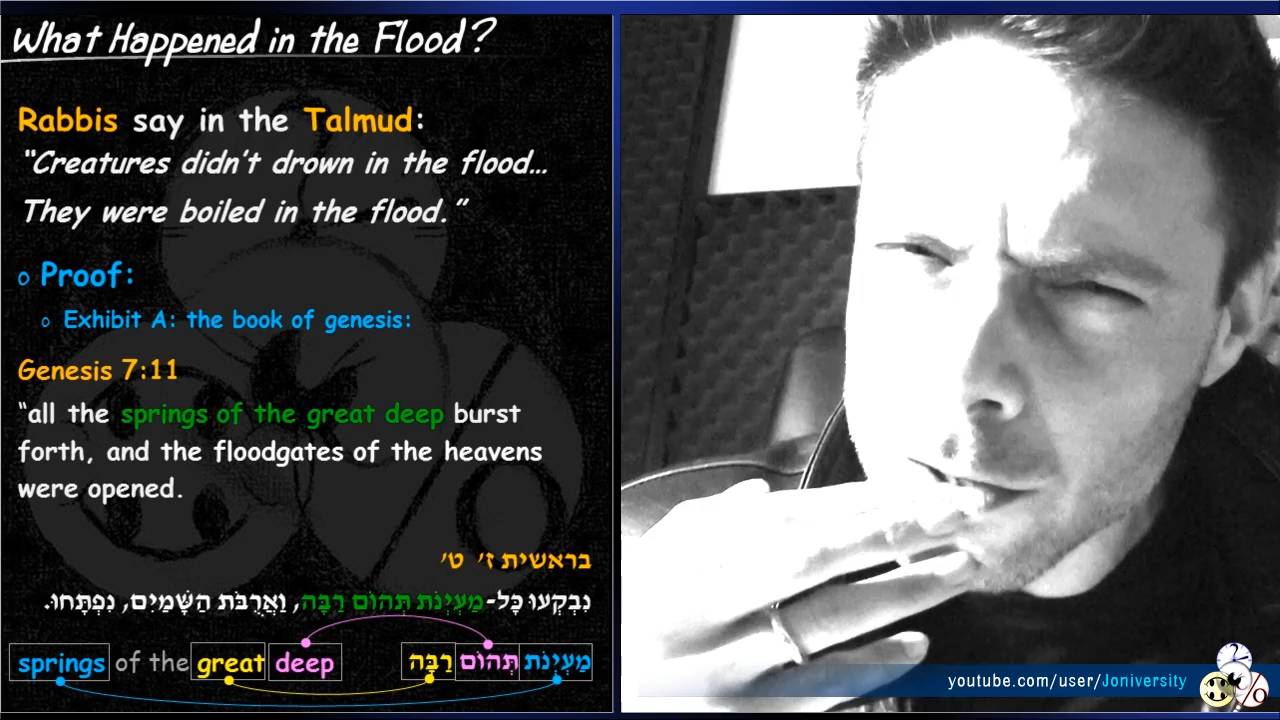 What Happened in the Flood?
Rabbis say in the Talmud:
“Creatures didn’t drown in the flood...
They were boiled in the flood.”
o Proof:
o Exhibit A: the book of genesis:
Genesis 7:11
“all the springs of the great deep burst
forth, and the floodgates of the heavens
were opened.
בראשית ז׳ ט׳
נִבְקְעוּ כָּל-מַעְיְנֹת תְּהוֹם רַבָּה, וַאֲרֻבֹּת הַשָּׁמַיִם, נִפְתָּחוּ.
springs of the great deep
מַעְיְנֹת תְּהוֹם רַבָּה
youtube.com/user/Joniversity